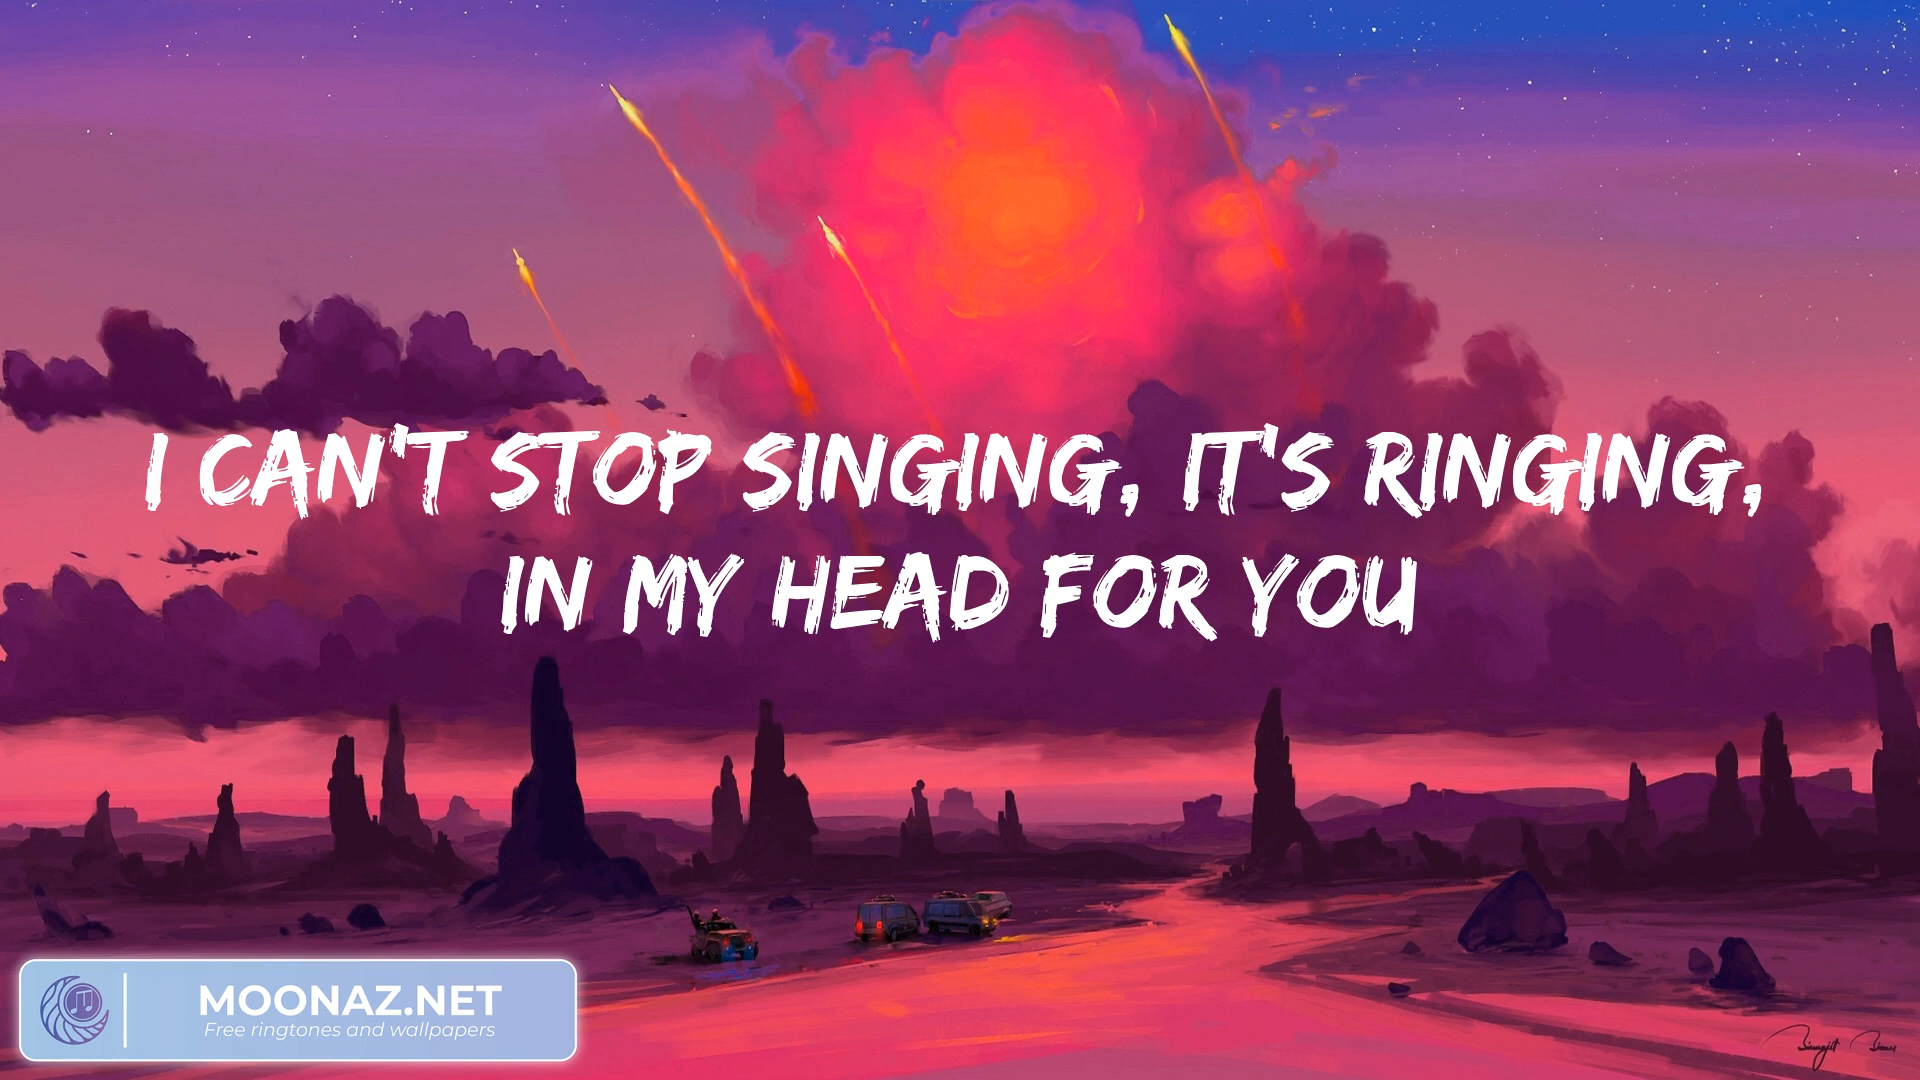 I CAN'T STOP SINGING, IT'S RINGING,
IN MY HEAD FOR YOU
MOONAZ.NET
Free ringtones and wallpapers